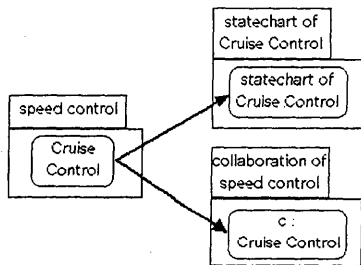 statechart of
Cruise Control
statechart of
Cruise Control
speed control
Cruise
Control
collaboration of
speed control
c :
Cruise Control